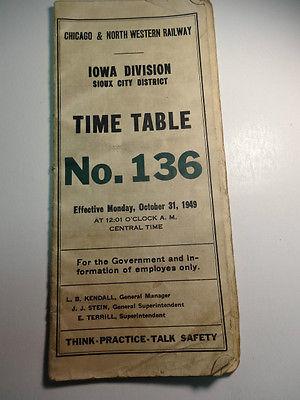 CHICAGO & NORTH WESTERN RAILWAY
IOWA DIVISION
SIOUX CITY DISTRICT
TIME TABLE
No. 136
Effective Monday, October 31, 1949
AT 12:01 O'CLOCK A. M.
CENTRAL TIME
For the Government and in-
formation of employes only.
L. B. KENDALL, General Manager
J. J. STEIN, General Superintendent
E. TERRILL, Superintendent
THINK-PRACTICE-TALK SAFETY